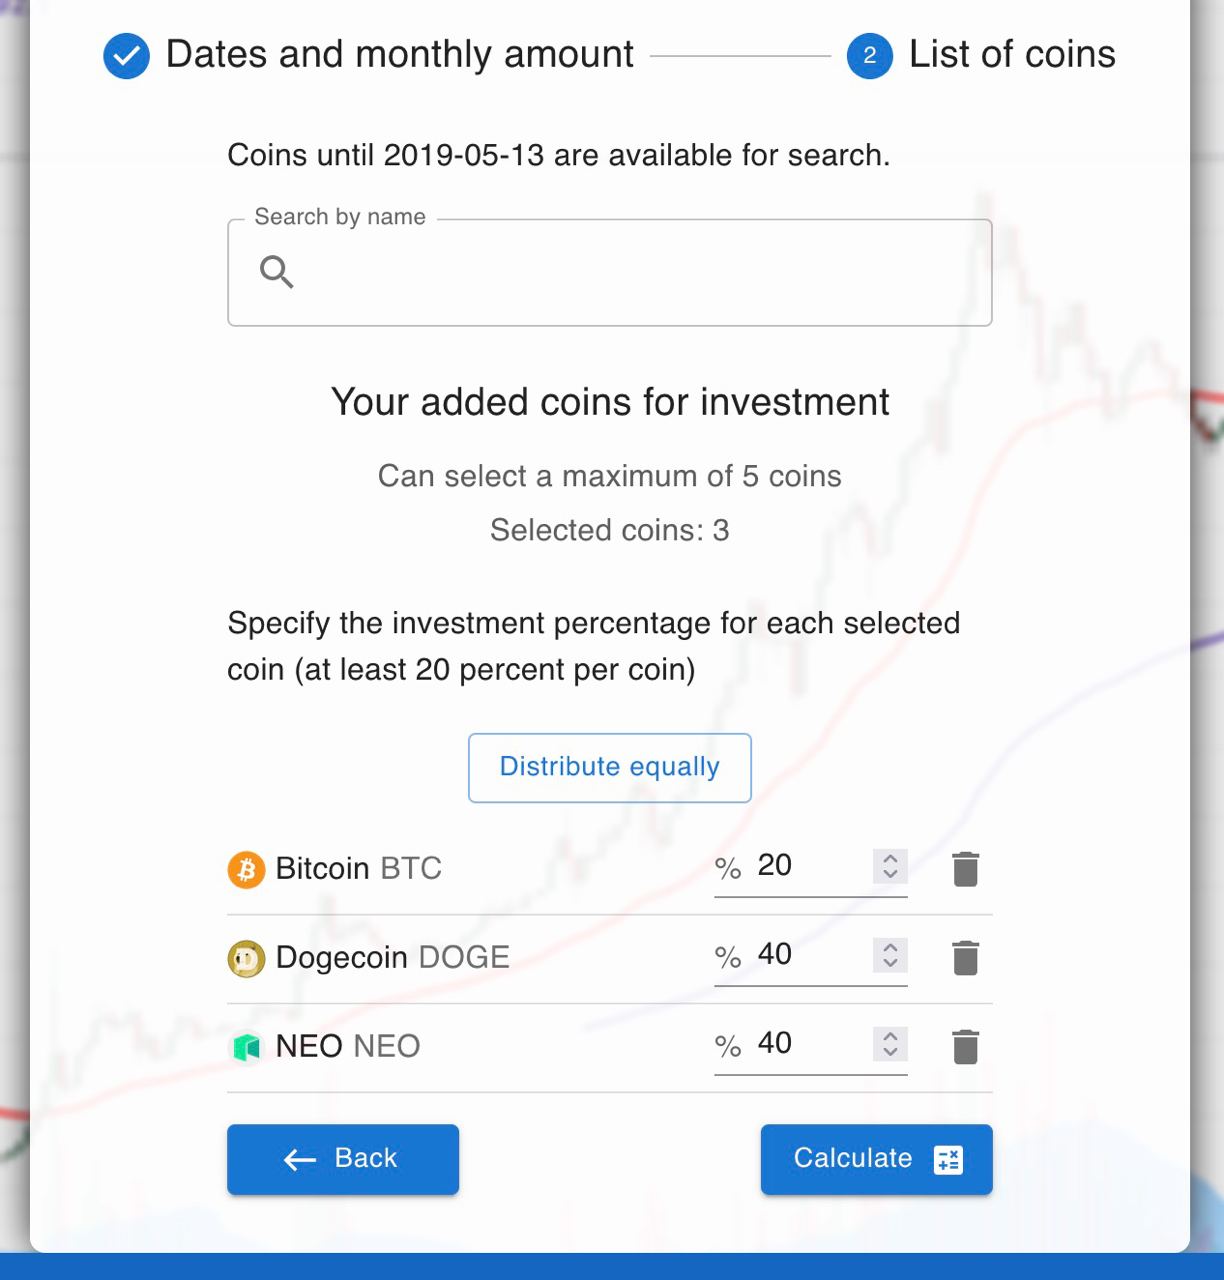 Dates and monthly amount
2 List of coins
Coins until 2019-05-13 are available for search.
Search by name
Your added coins for investment
Can select a maximum of 5 coins
Selected coins: 3
Specify the investment percentage for each selected
coin (at least 20 percent per coin)
Distribute equally
Bitcoin BTC % 20
Dogecoin DOGE % 40
NEO NEO % 40
Back
Calculate